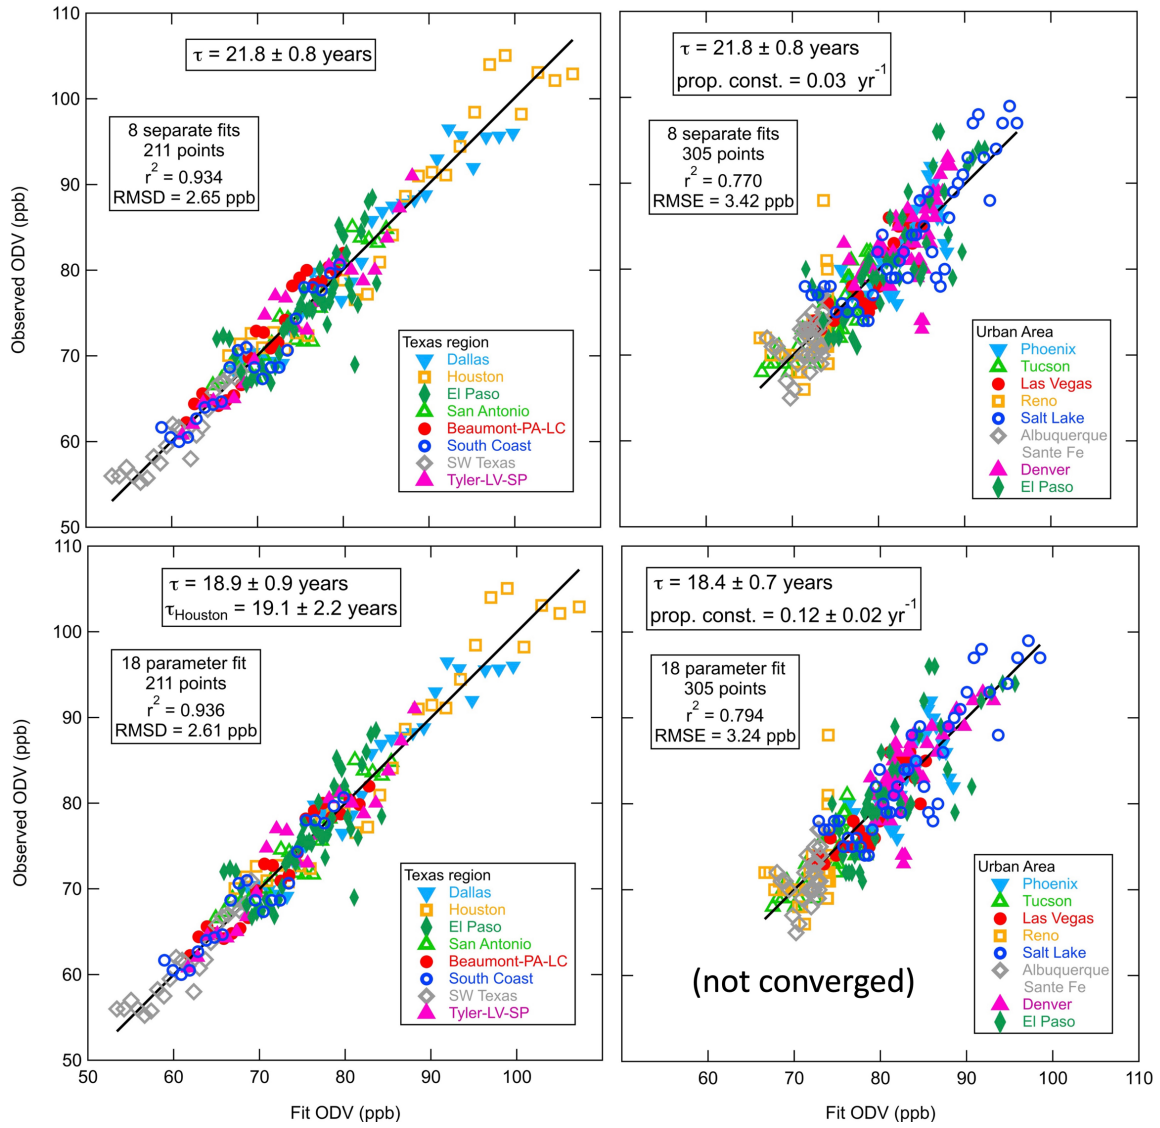 110
100
90
80
70
60
50
Observed ODV (ppb)
τ = 21.8 ± 0.8 years
8 separate fits
211 points
r² = 0.934
RMSD = 2.65 ppb
Texas region
Dallas
Houston
El Paso
San Antonio
Beaumont-PA-LC
South Coast
SW Texas
Tyler-LV-SP
τ = 21.8 ± 0.8 years
prop. const. = 0.03 yr⁻¹
8 separate fits
305 points
r² = 0.770
RMSE = 3.42 ppb
Urban Area
Phoenix
Tucson
Las Vegas
Reno
Salt Lake
Albuquerque
Sante Fe
Denver
El Paso
110
100
90
80
70
60
50
Observed ODV (ppb)
τ = 18.9 ± 0.9 years
τHouston = 19.1 ± 2.2 years
18 parameter fit
211 points
r² = 0.936
RMSD = 2.61 ppb
Texas region
Dallas
Houston
El Paso
San Antonio
Beaumont-PA-LC
South Coast
SW Texas
Tyler-LV-SP
50 60 70 80 90 100
Fit ODV (ppb)
τ = 18.4 ± 0.7 years
prop. const. = 0.12 ± 0.02 yr⁻¹
18 parameter fit
305 points
r² = 0.794
RMSE = 3.24 ppb
(not converged)
Urban Area
Phoenix
Tucson
Las Vegas
Reno
Salt Lake
Albuquerque
Sante Fe
Denver
El Paso
60 70 80 90 100 110
Fit ODV (ppb)